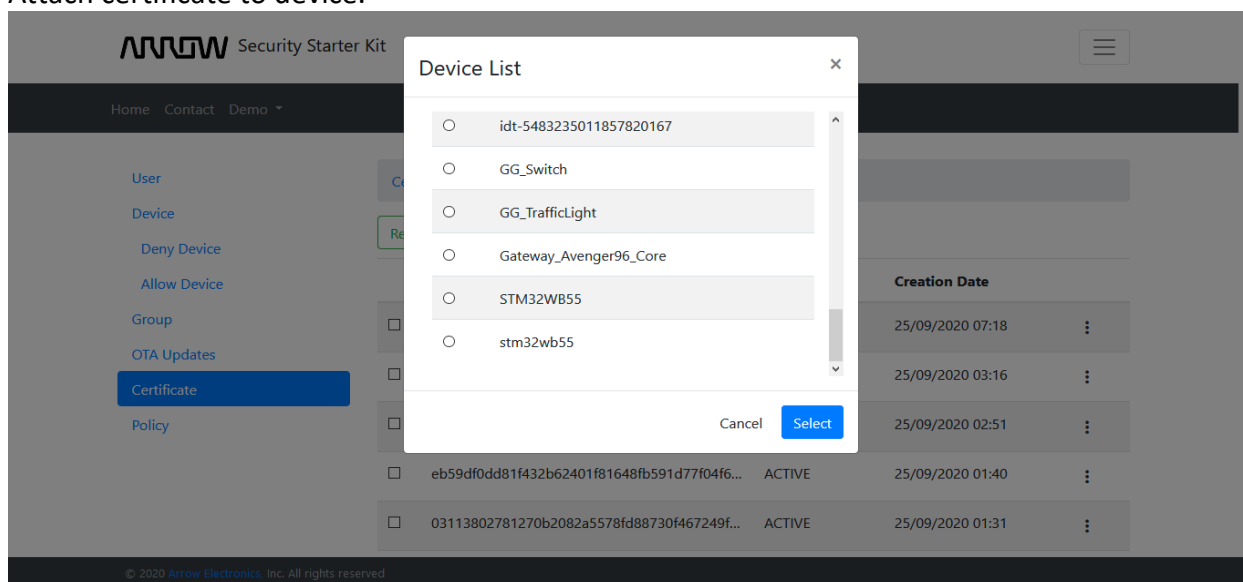 Attach certificate to device.
ARROW Security Starter Kit
Device List ×
Home Contact Demo
idt-5483235011857820167
User
GG_Switch
Device
GG_TrafficLight
Deny Device
Gateway_Avenger96_Core
Allow Device
Creation Date
STM32WB55
Group
25/09/2020 07:18
stm32wb55
OTA Updates
25/09/2020 03:16
Certificate
Cancel Select
Policy
25/09/2020 02:51
eb59df0dd81f432b62401f81648fb591d77f04f6... ACTIVE 25/09/2020 01:40
03113802781270b2082a5578fd88730f467249f... ACTIVE 25/09/2020 01:31
© 2020 Arrow Electronics, Inc. All rights reserved